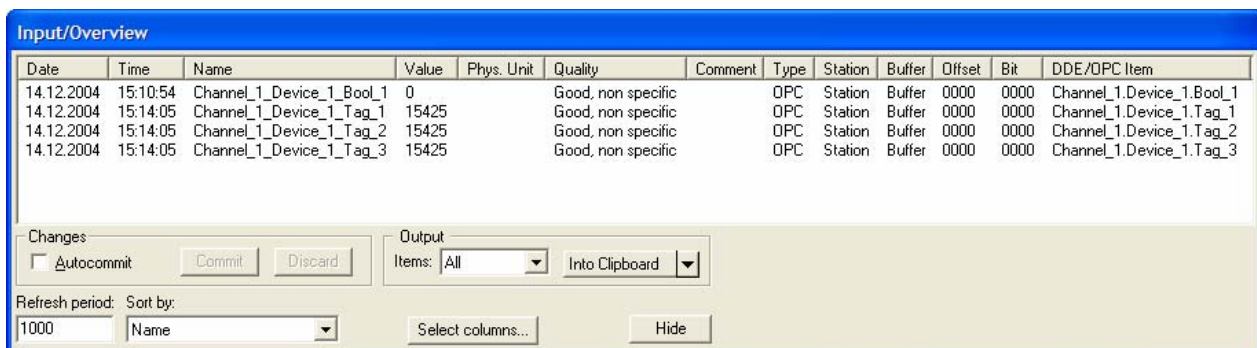 Input/Overview
Date Time Name Value Phys. Unit Quality Comment Type Station Buffer Offset Bit DDE/OPC Item
14.12.2004 15:10:54 Channel_1_Device_1_Bool_1 0 Good, non specific OPC Station Buffer 0000 0000 Channel_1.Device_1.Bool_1
14.12.2004 15:14:05 Channel_1_Device_1_Tag_1 15425 Good, non specific OPC Station Buffer 0000 0000 Channel_1.Device_1.Tag_1
14.12.2004 15:14:05 Channel_1_Device_1_Tag_2 15425 Good, non specific OPC Station Buffer 0000 0000 Channel_1.Device_1.Tag_2
14.12.2004 15:14:05 Channel_1_Device_1_Tag_3 15425 Good, non specific OPC Station Buffer 0000 0000 Channel_1.Device_1.Tag_3
Changes Output
Autocommit Commit Discard Items: All Into Clipboard
Refresh period: Sort by:
1000 Name Select columns... Hide